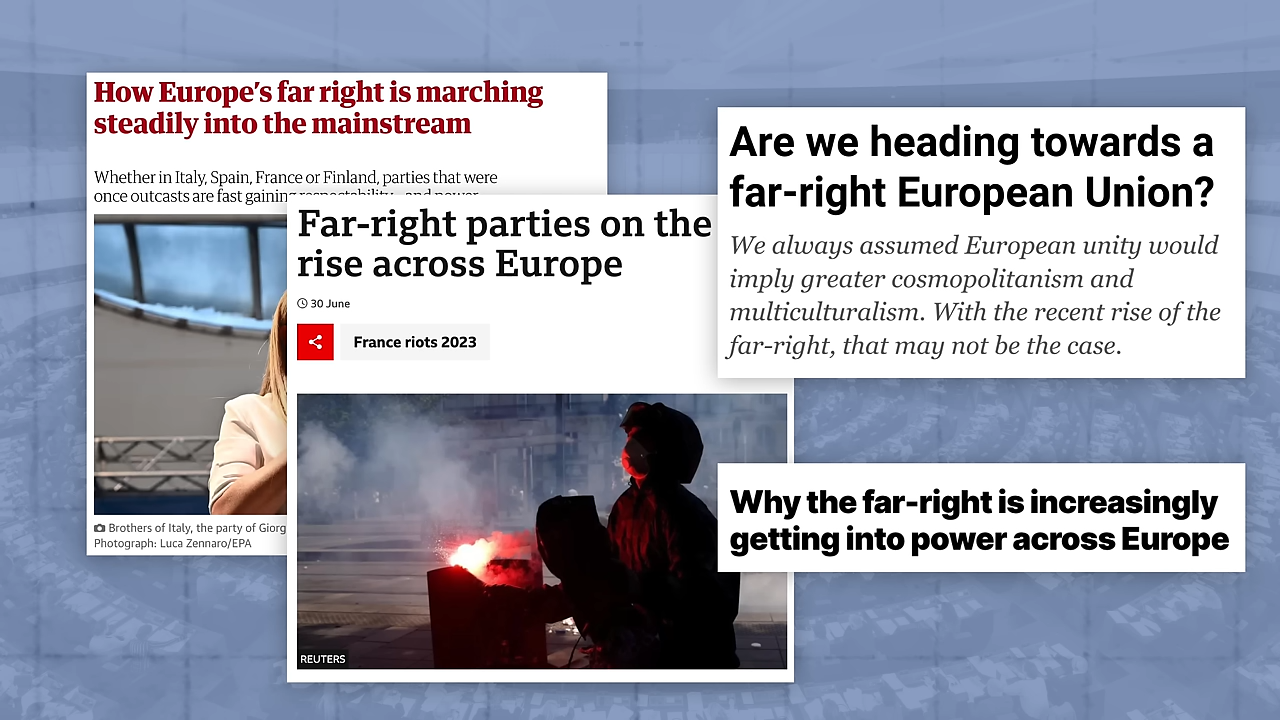 How Europe's far right is marching
steadily into the mainstream
Whether in Italy, Spain, France or Finland, parties that were
once outcasts are fast gaining respectability - and power
Brothers of Italy, the party of Giorg
Photograph: Luca Zennaro/EPA
Far-right parties on the
rise across Europe
30 June
France riots 2023
REUTERS
Are we heading towards a
far-right European Union?
We always assumed European unity would
imply greater cosmopolitanism and
multiculturalism. With the recent rise of the
far-right, that may not be the case.
Why the far-right is increasingly
getting into power across Europe